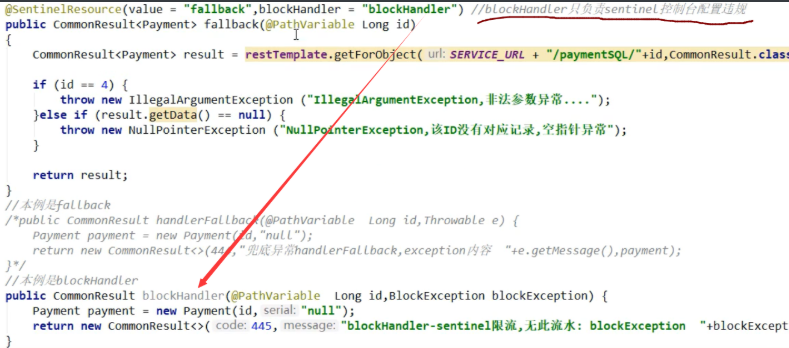 @SentinelResource(value = "fallback",blockHandler = "blockHandler") //blockHandler只负责sentinel控制台配置违规
public CommonResult<Payment> fallback(@PathVariable Long id)
{
CommonResult<Payment> result = restTemplate.getForObject( url: SERVICE_URL + "/paymentSQL/"+id,CommonResult.class
if (id == 4) {
throw new IllegalArgumentException ("IllegalArgumentException,非法参数异常....");
}else if (result.getData() == null) {
throw new NullPointerException ("NullPointerException,该ID没有对应记录,空指针异常");
}
return result;
}
//本例是fallback
/*public CommonResult handlerFallback(@PathVariable Long id,Throwable e) {
Payment payment = new Payment(id,"null");
return new CommonResult<>(444,"兜底异常handlerFallback,exception内容 "+e.getMessage(),payment);
}*/
//本例是blockHandler
public CommonResult blockHandler(@PathVariable Long id,BlockException blockException) {
Payment payment = new Payment(id, serial: "null");
return new CommonResult<>( code: 445, message: "blockHandler-sentinel限流,无此流水: blockException "+blockExcept
}